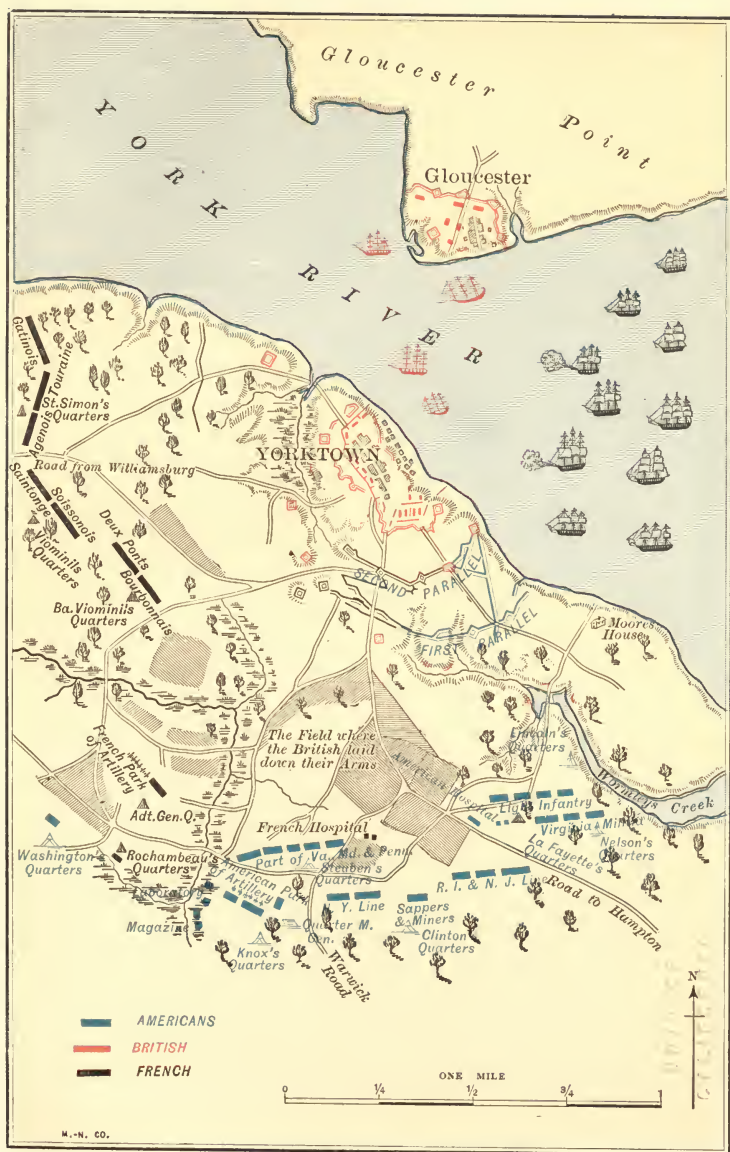 Gloucester
Point
YORK
RIVER
Gloucester
Gatinois
Touraine
St. Simon's
Quarters
Agenois
Road from Williamsburg
YORKTOWN
Saintonge
Soissonois
Viominils
Quarters
Deux Ponts
Bourbonnais
Ba. Viominils
Quarters
SECOND PARALLEL
FIRST PARALLEL
Moores
House
The Field where
the British laid
down their Arms
American Hospital
Lincoln's
Quarters
Wormleys Creek
French Park
of Artillery
Light Infantry
Adt. Gen. Q.
French Hospital
Virginia Militia
Washington's
Quarters
Rochambeau's
Quarters
Part of Va., Md. & Penn.
Steuben's
Quarters
La Fayette's
Quarters
Nelson's
Quarters
American Park
of Artillery
Laboratory
Magazine
N. Y. Line
Sappers
& Miners
R. I. & N. J. Line
Road to Hampton
Quarter M.
Gen.
Clinton
Quarters
Knox's
Quarters
Warwick
Road
N
AMERICANS
BRITISH
FRENCH
ONE MILE
0 1/4 1/2 3/4 1
M.-N. CO.